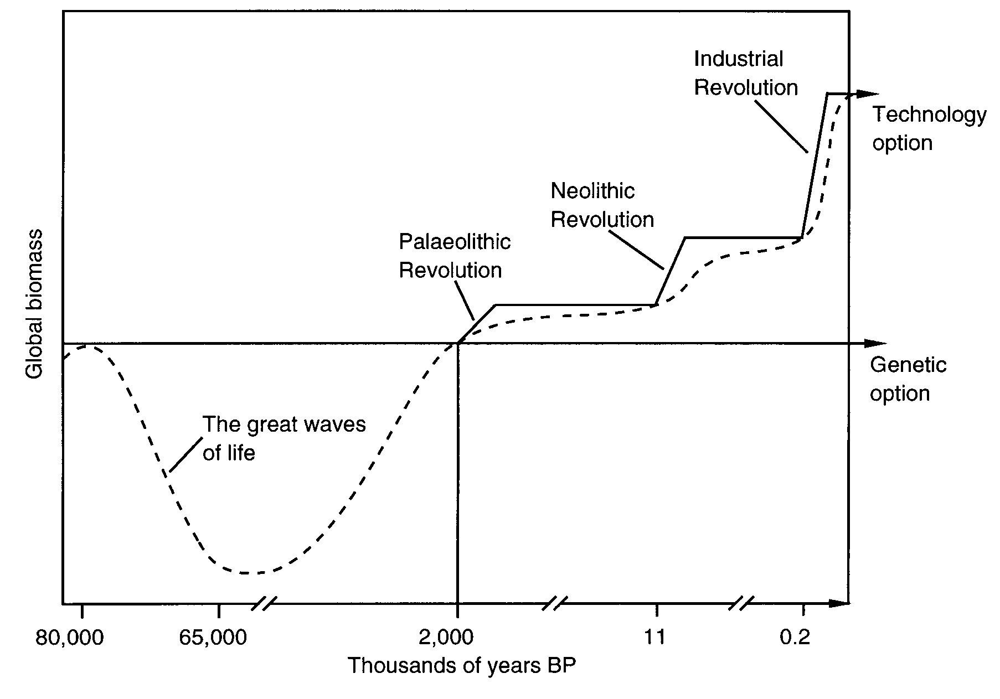 Industrial
Revolution
Technology
option
Neolithic
Revolution
Palaeolithic
Revolution
Global biomass
Genetic
option
The great waves
of life
80,000
65,000
2,000
11
0.2
Thousands of years BP